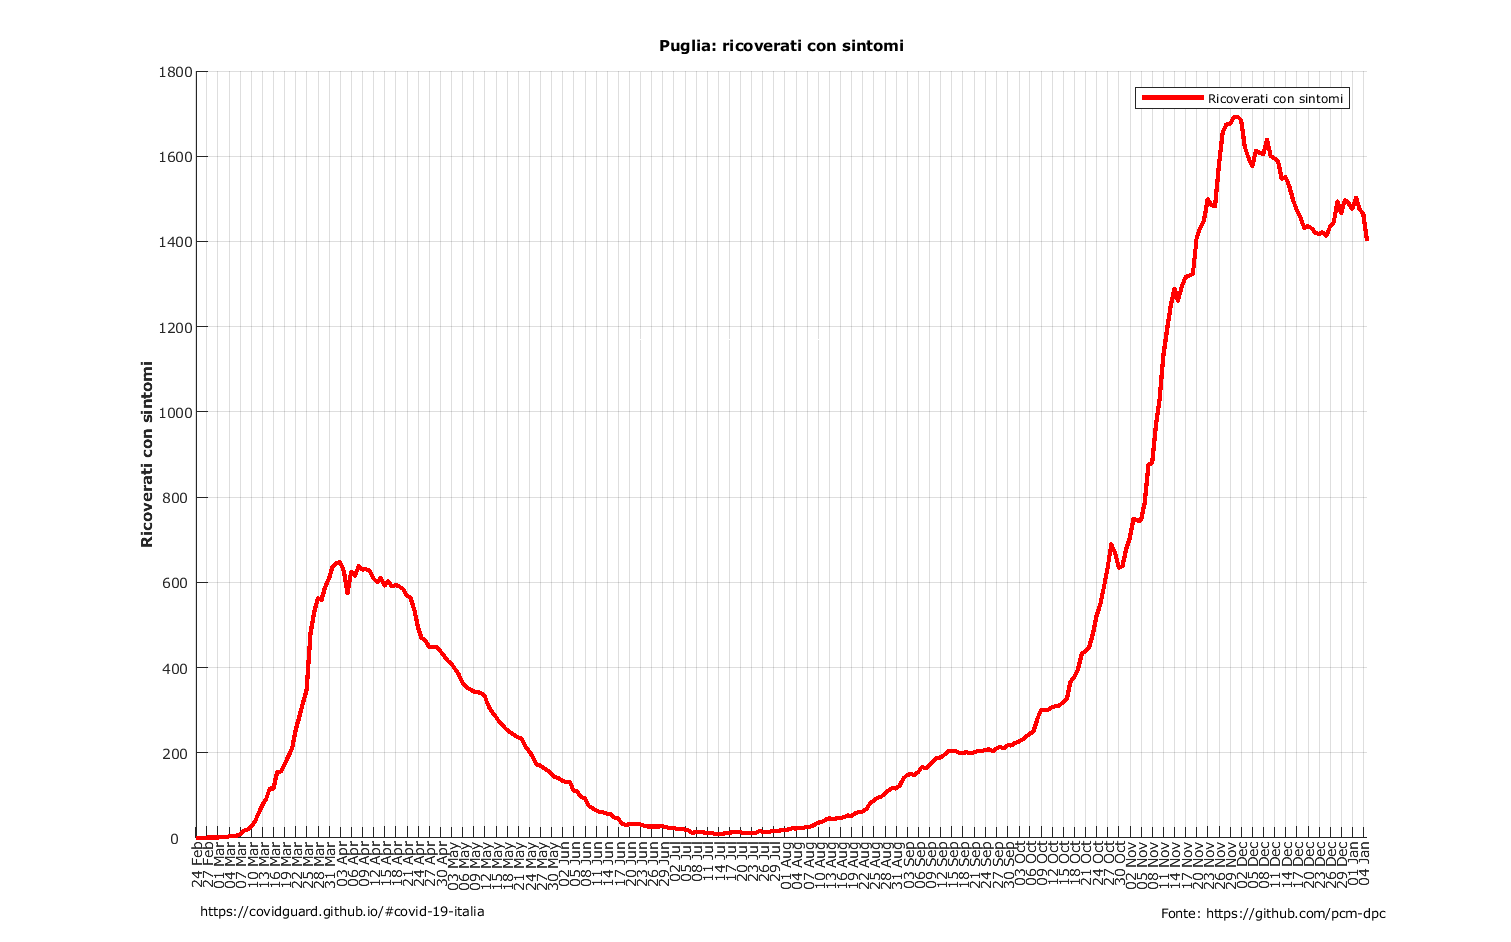 Puglia: ricoverati con sintomi
Ricoverati con sintomi
Ricoverati con sintomi
1800
1600
1400
1200
1000
800
600
400
200
0
24 Feb
27 Feb
01 Mar
04 Mar
07 Mar
10 Mar
13 Mar
16 Mar
19 Mar
22 Mar
25 Mar
28 Mar
31 Mar
03 Apr
06 Apr
09 Apr
12 Apr
15 Apr
18 Apr
21 Apr
24 Apr
27 Apr
30 Apr
03 May
06 May
09 May
12 May
15 May
18 May
21 May
24 May
27 May
30 May
02 Jun
05 Jun
08 Jun
11 Jun
14 Jun
17 Jun
20 Jun
23 Jun
26 Jun
29 Jun
02 Jul
05 Jul
08 Jul
11 Jul
14 Jul
17 Jul
20 Jul
23 Jul
26 Jul
29 Jul
01 Aug
04 Aug
07 Aug
10 Aug
13 Aug
16 Aug
19 Aug
22 Aug
25 Aug
28 Aug
31 Aug
03 Sep
06 Sep
09 Sep
12 Sep
15 Sep
18 Sep
21 Sep
24 Sep
27 Sep
30 Sep
03 Oct
06 Oct
09 Oct
12 Oct
15 Oct
18 Oct
21 Oct
24 Oct
27 Oct
30 Oct
02 Nov
05 Nov
08 Nov
11 Nov
14 Nov
17 Nov
20 Nov
23 Nov
26 Nov
29 Nov
02 Dec
05 Dec
08 Dec
11 Dec
14 Dec
17 Dec
20 Dec
23 Dec
26 Dec
29 Dec
01 Jan
04 Jan
https://covidguard.github.io/#covid-19-italia
Fonte: https://github.com/pcm-dpc